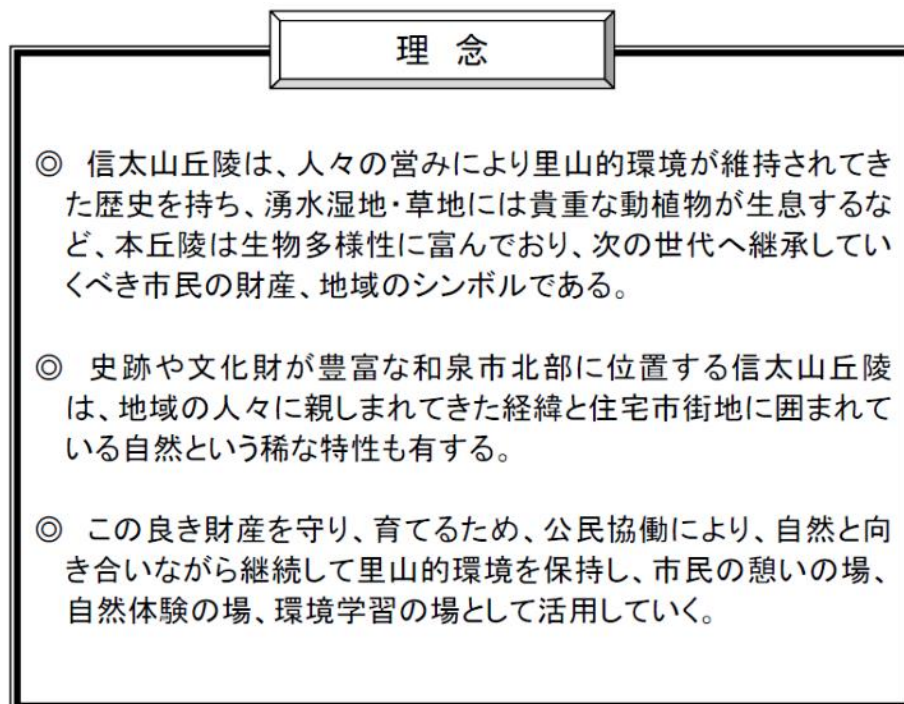 理 念
◎ 信太山丘陵は、人々の営みにより里山的環境が維持されてき
た歴史を持ち、湧水湿地・草地には貴重な動植物が生息するな
ど、本丘陵は生物多様性に富んでおり、次の世代へ継承してい
くべき市民の財産、地域のシンボルである。
◎ 史跡や文化財が豊富な和泉市北部に位置する信太山丘陵
は、地域の人々に親しまれてきた経緯と住宅市街地に囲まれて
いる自然という稀な特性も有する。
◎ この良き財産を守り、育てるため、公民協働により、自然と向
き合いながら継続して里山的環境を保持し、市民の憩いの場、
自然体験の場、環境学習の場として活用していく。